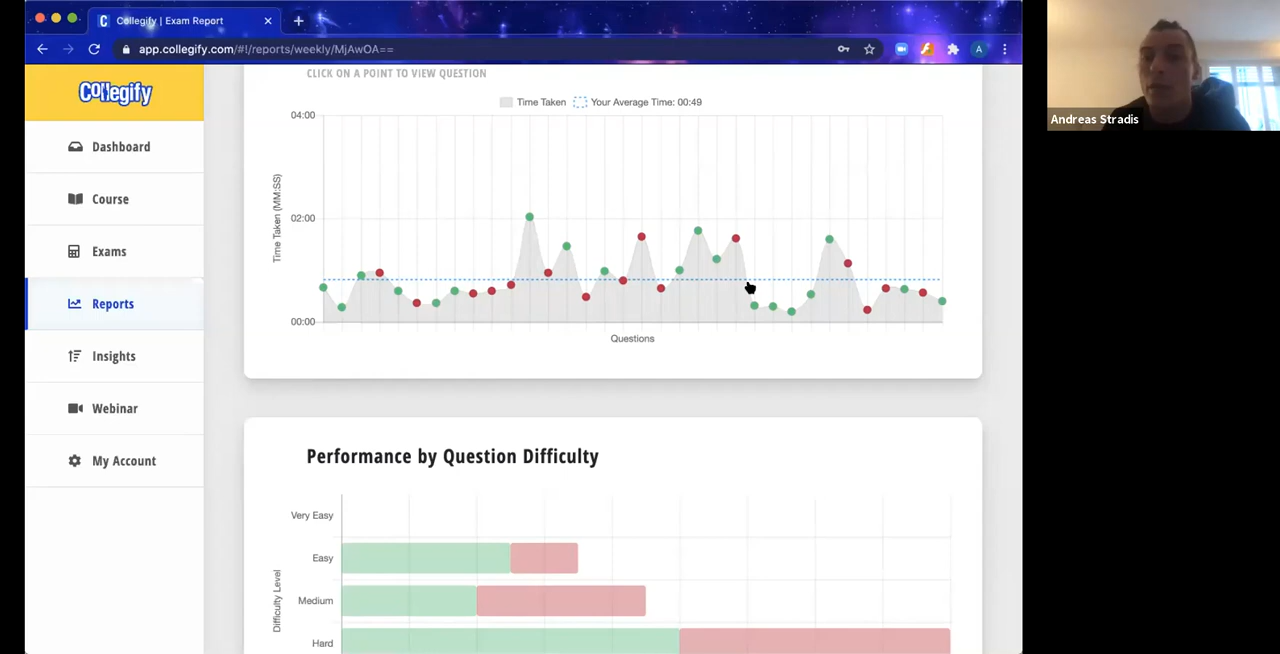 Collegify | Exam Report
app.collegify.com/#!/reports/weekly/MjAwOA==
A
Collegify
Dashboard
Course
Exams
Reports
Insights
Webinar
My Account
CLICK ON A POINT TO VIEW QUESTION
Time Taken Your Average Time: 00:49
04:00
02:00
00:00
Time Taken (MM:SS)
Questions
Performance by Question Difficulty
Very Easy
Easy
Medium
Hard
Difficulty Level
Andreas Stradis